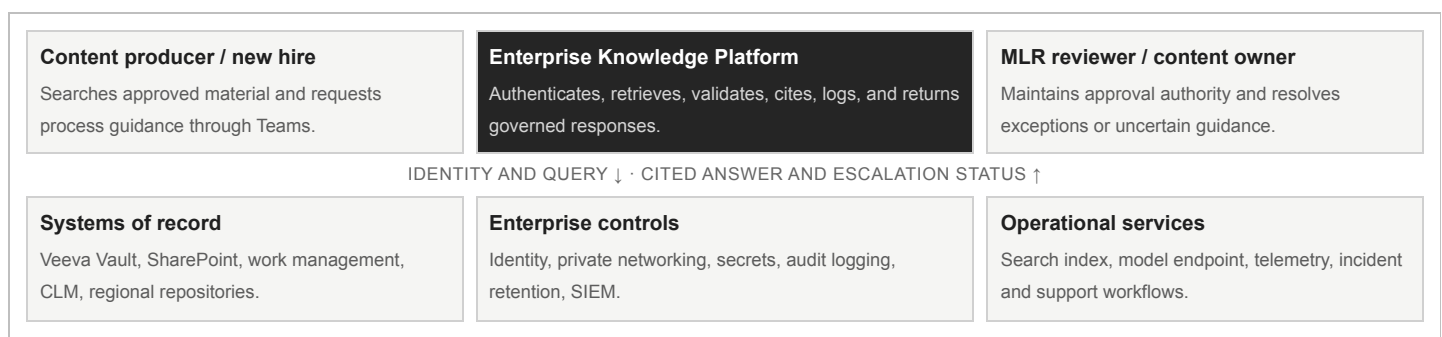 Content producer / new hire
Searches approved material and requests
process guidance through Teams.
Enterprise Knowledge Platform
Authenticates, retrieves, validates, cites, logs, and returns
governed responses.
MLR reviewer / content owner
Maintains approval authority and resolves
exceptions or uncertain guidance.
IDENTITY AND QUERY ↓ · CITED ANSWER AND ESCALATION STATUS ↑
Systems of record
Veeva Vault, SharePoint, work management,
CLM, regional repositories.
Enterprise controls
Identity, private networking, secrets, audit logging,
retention, SIEM.
Operational services
Search index, model endpoint, telemetry, incident
and support workflows.